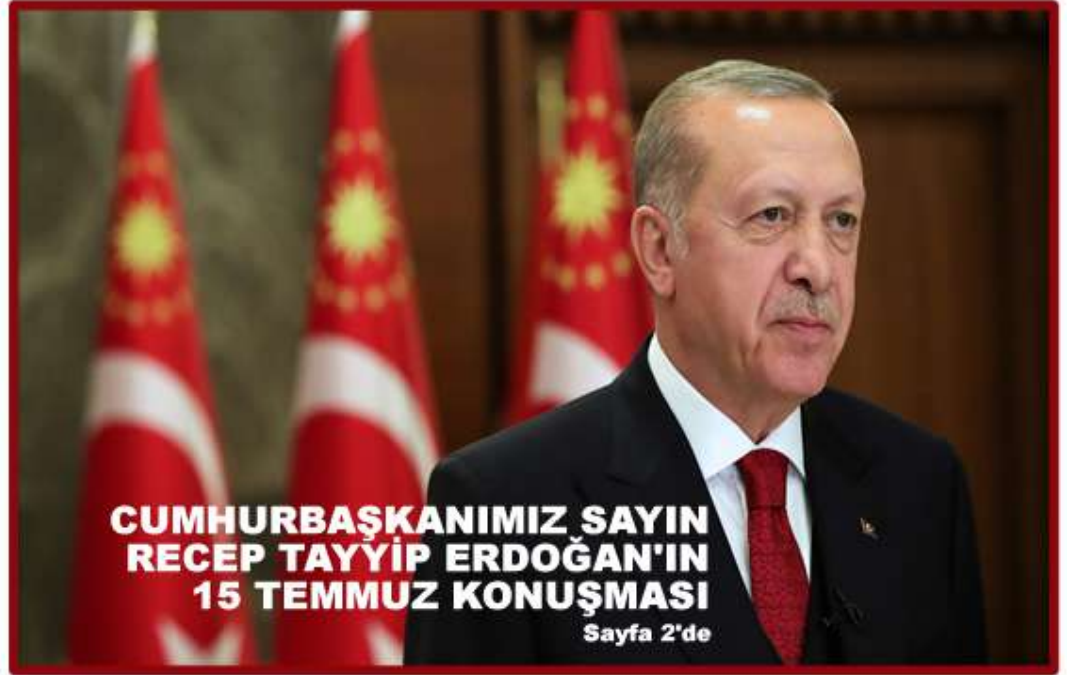 CUMHURBAŞKANIMIZ SAYIN
RECEP TAYYİP ERDOĞAN'IN
15 TEMMUZ KONUŞMASI
Sayfa 2'de